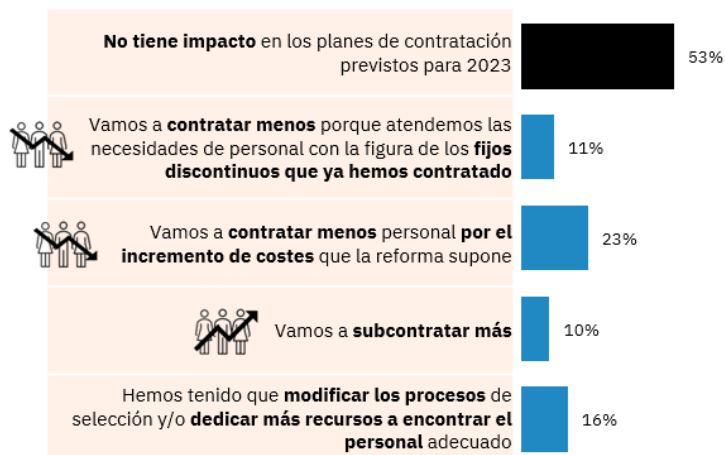 No tiene impacto en los planes de contratación
previstos para 2023
53%
Vamos a contratar menos porque atendemos las
necesidades de personal con la figura de los fijos
discontinuos que ya hemos contratado
11%
Vamos a contratar menos personal por el
incremento de costes que la reforma supone
23%
Vamos a subcontratar más
10%
Hemos tenido que modificar los procesos de
selección y/o dedicar más recursos a encontrar el
personal adecuado
16%